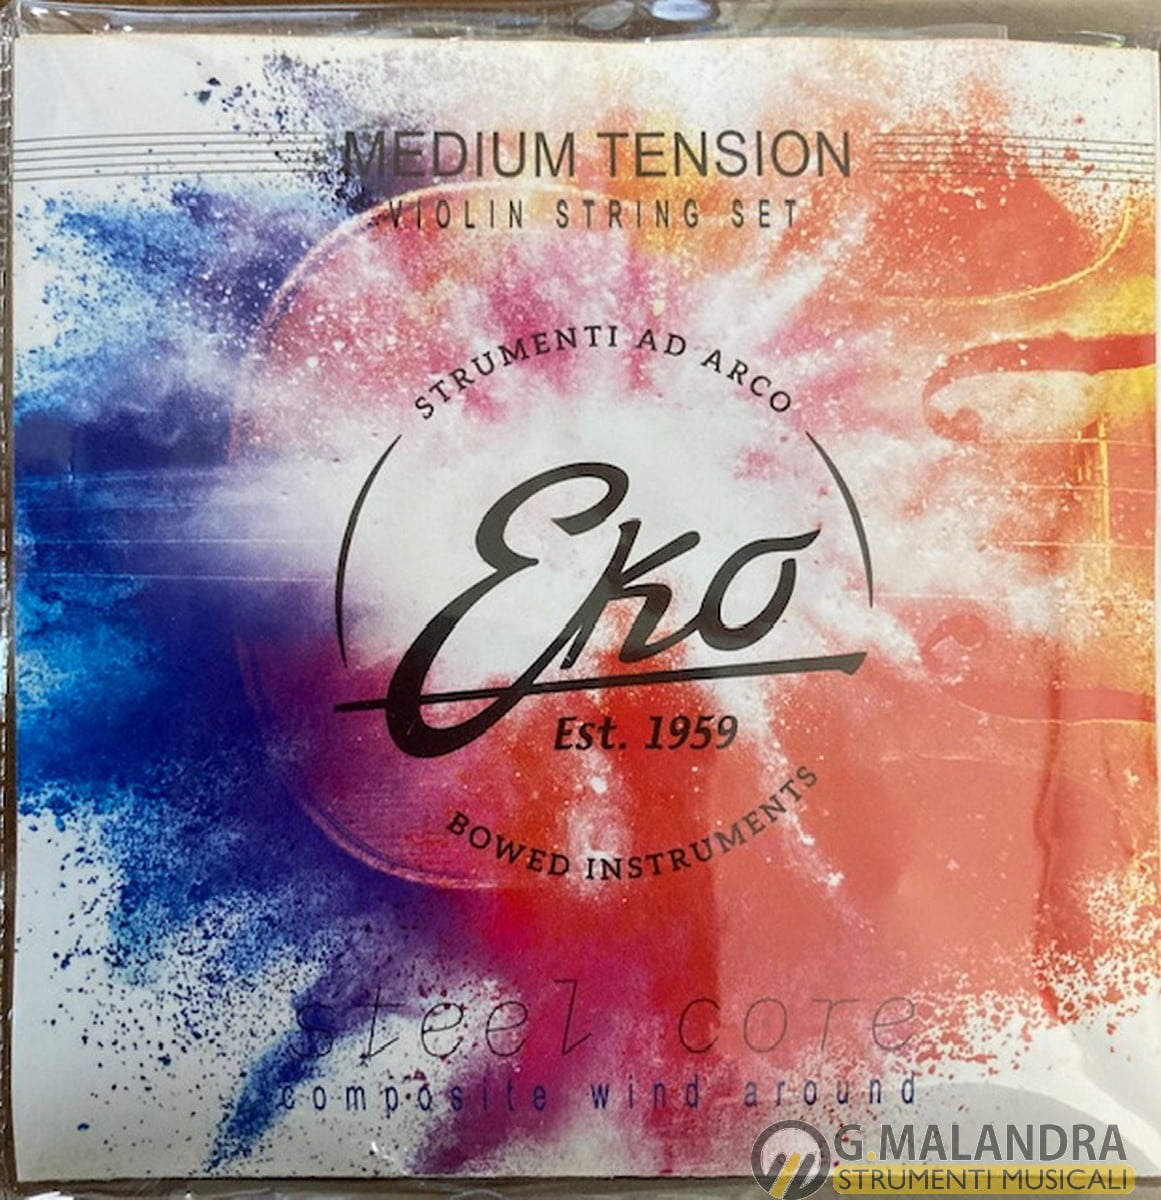 MEDIUM TENSION
VIOLIN STRING SET
STRUMENTI AD ARCO
Eko
Est. 1959
BOWED INSTRUMENTS
steel core
composite wind around
G.MALANDRA
STRUMENTI MUSICALI